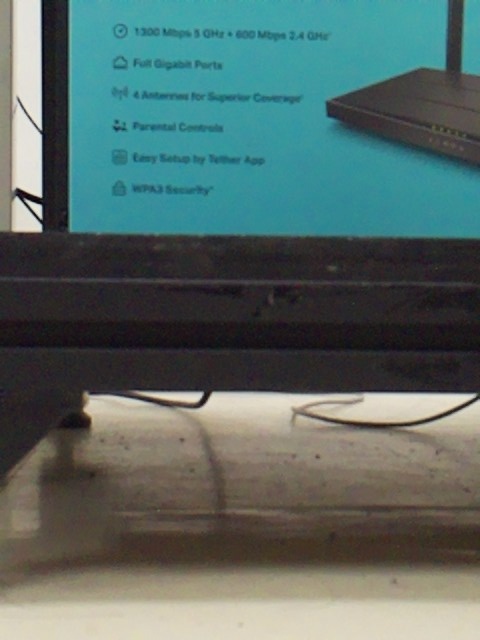 1300 Mbps 5 GHz + 600 Mbps 2.4 GHz*
Full Gigabit Ports
4 Antennas for Superior Coverage*
Parental Controls
Easy Setup by Tether App
WPA3 Security*